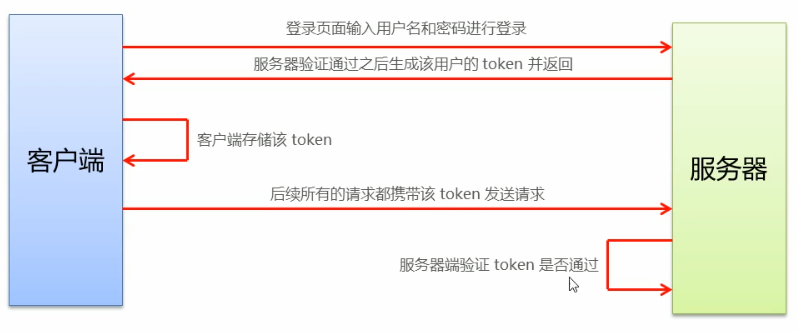 登录页面输入用户名和密码进行登录
服务器验证通过之后生成该用户的 token 并返回
客户端
客户端存储该 token
服务器
后续所有的请求都携带该 token 发送请求
服务器端验证 token 是否通过